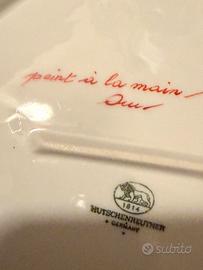 peint à la main
1814
HUTSCHENREUTHER
GERMANY
subito